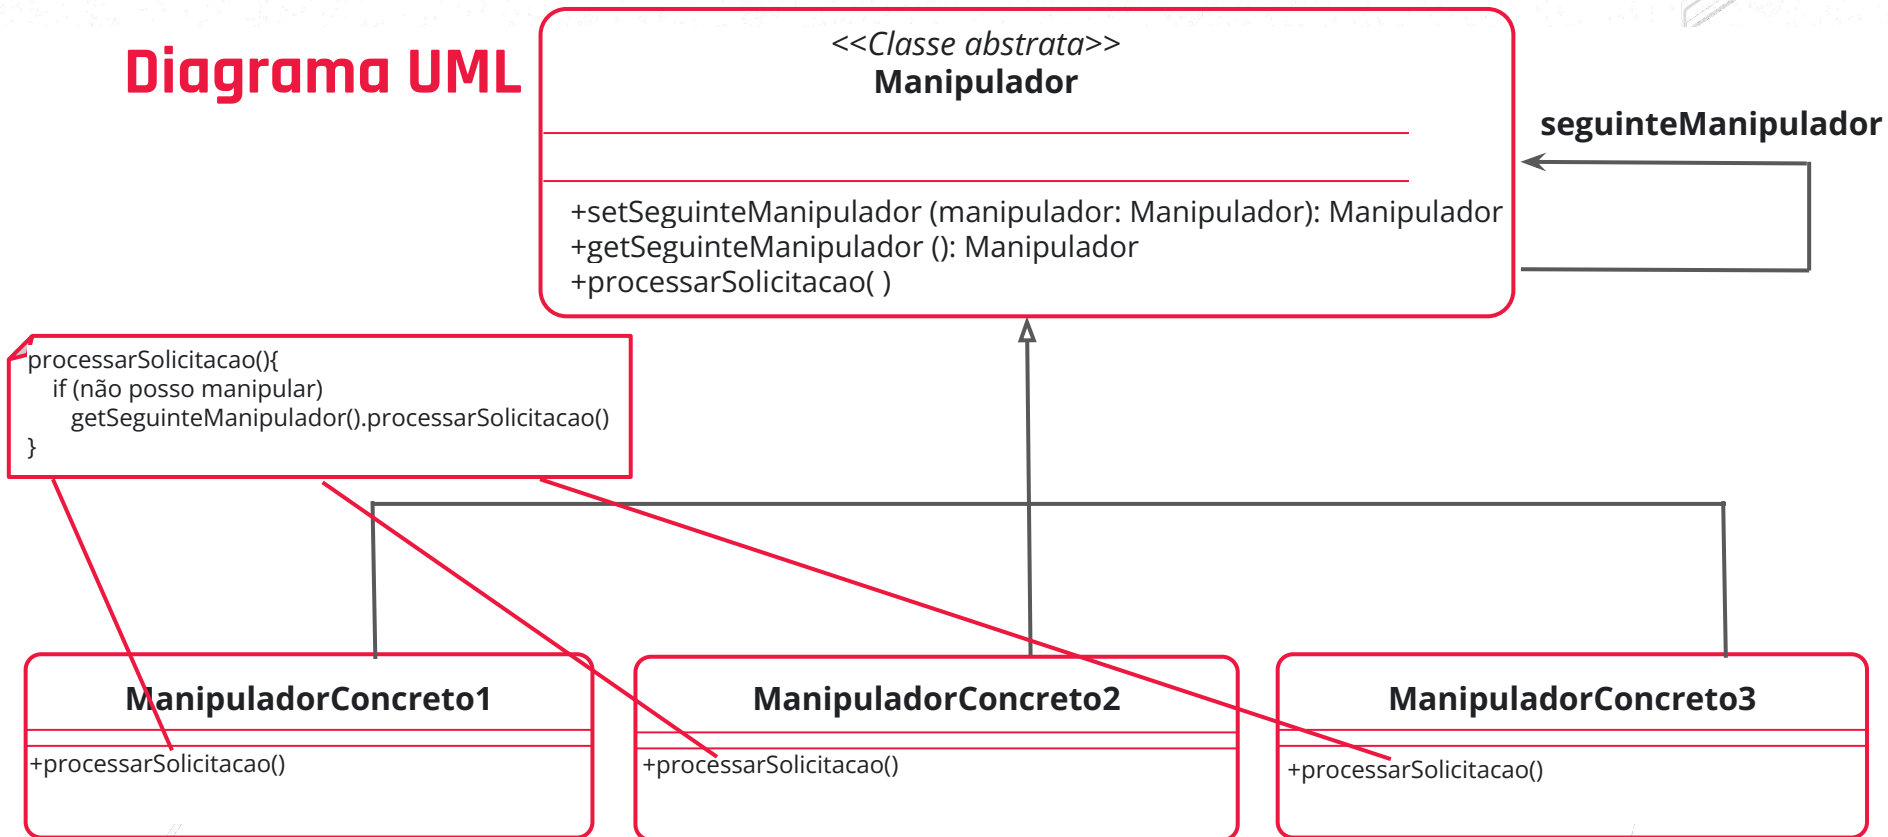 Diagrama UML
<<Classe abstrata>>
Manipulador
seguinteManipulador
+setSeguinteManipulador (manipulador: Manipulador): Manipulador
+getSeguinteManipulador (): Manipulador
+processarSolicitacao( )
processarSolicitacao(){
if (não posso manipular)
getSeguinteManipulador().processarSolicitacao()
}
ManipuladorConcreto1
+processarSolicitacao()
ManipuladorConcreto2
+processarSolicitacao()
ManipuladorConcreto3
+processarSolicitacao()